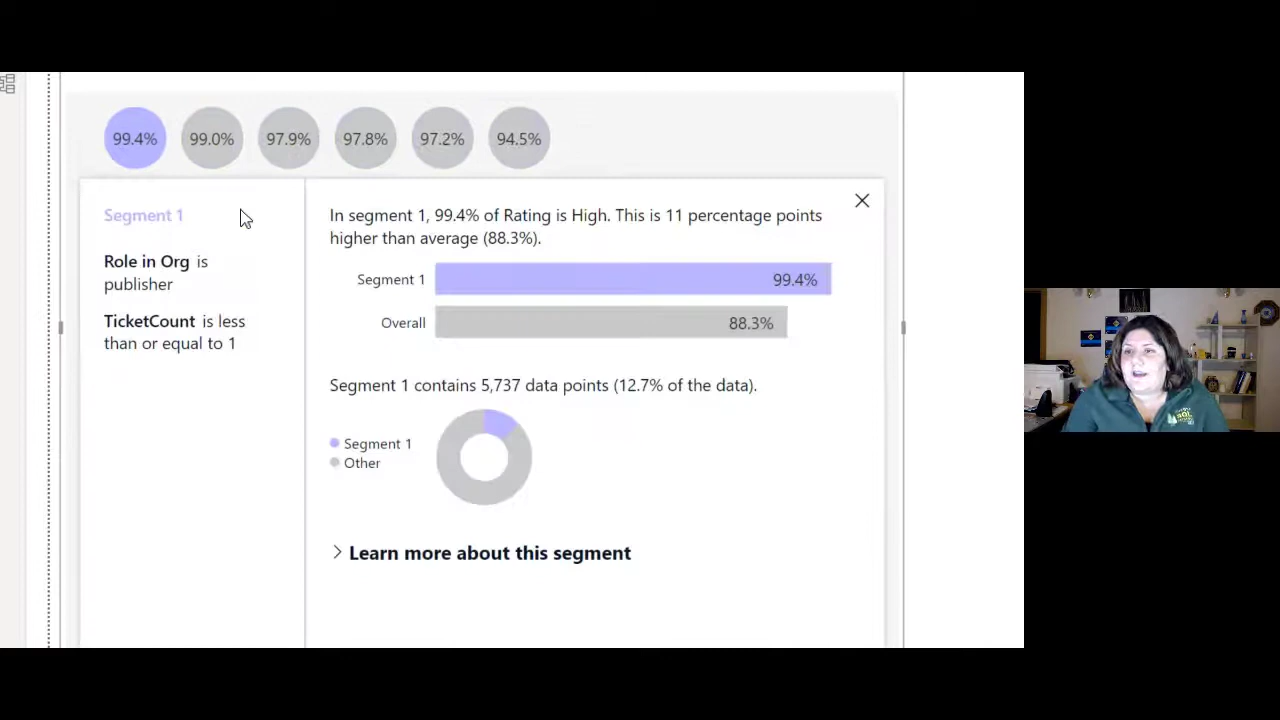 99.4% 99.0% 97.9% 97.8% 97.2% 94.5%
Segment 1
Role in Org is
publisher
TicketCount is less
than or equal to 1
In segment 1, 99.4% of Rating is High. This is 11 percentage points
higher than average (88.3%).
Segment 1 99.4%
Overall 88.3%
Segment 1 contains 5,737 data points (12.7% of the data).
Segment 1
Other
Learn more about this segment